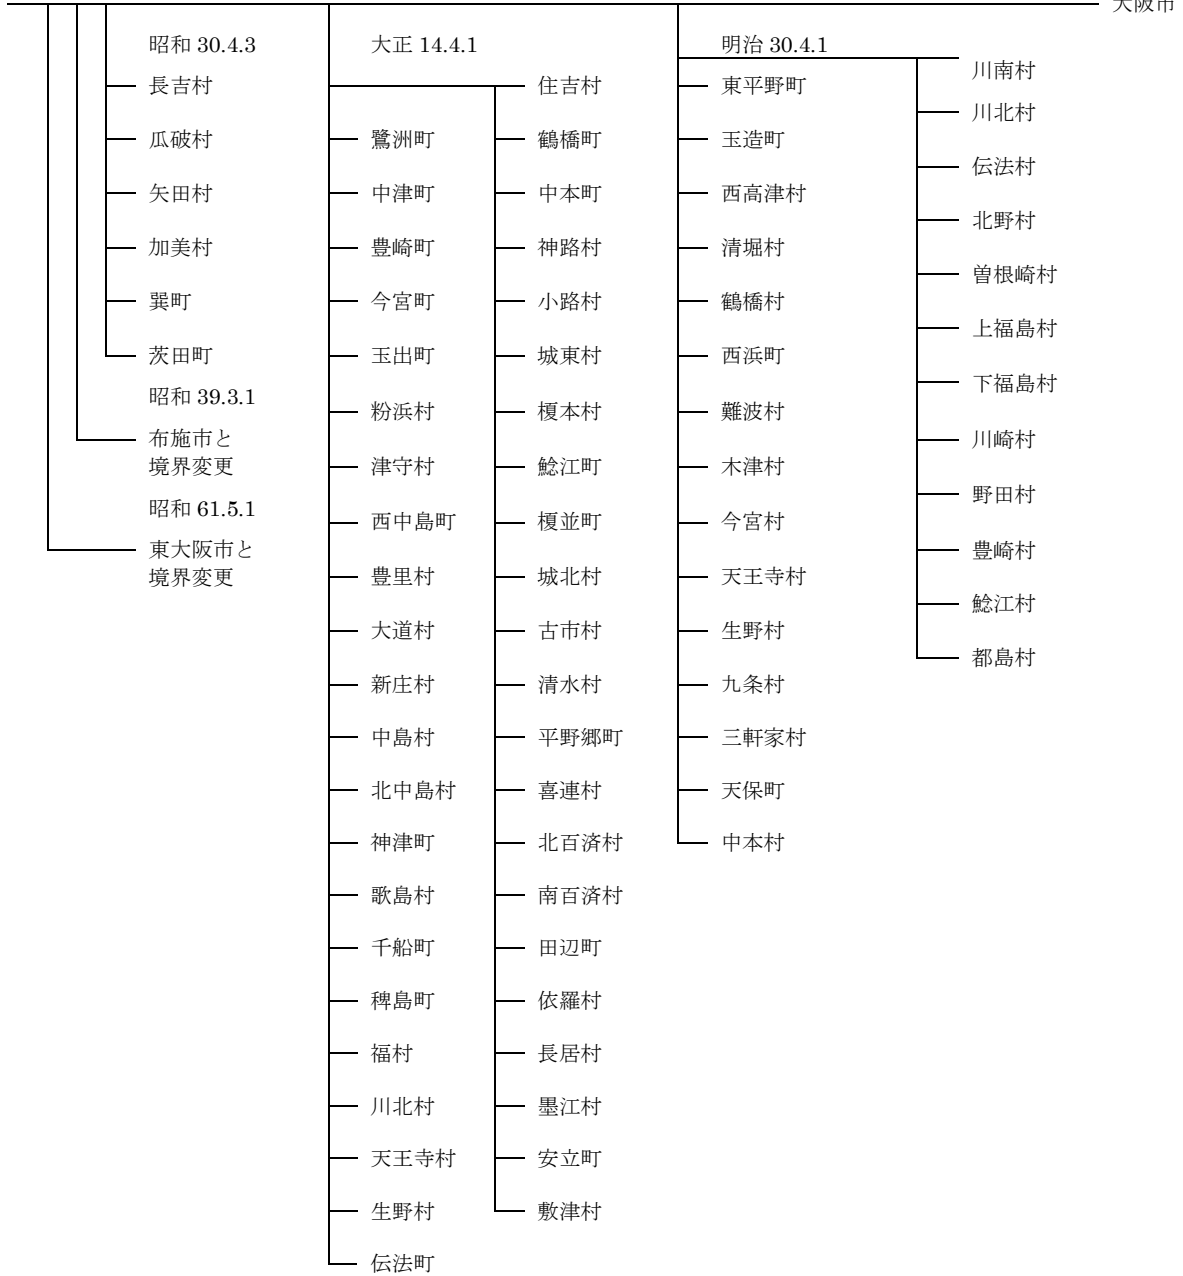 大阪市
昭和 30.4.3
長吉村
瓜破村
矢田村
加美村
巽町
茨田町
昭和 39.3.1
布施市と
境界変更
昭和 61.5.1
東大阪市と
境界変更
大正 14.4.1
鷺洲町
中津町
豊崎町
今宮町
玉出町
粉浜村
津守村
西中島町
豊里村
大道村
新庄村
中島村
北中島村
神津町
歌島村
千船町
稗島町
福村
川北村
天王寺村
生野村
伝法町
住吉村
鶴橋町
中本町
神路村
小路村
城東村
榎本村
鯰江町
榎並町
城北村
古市村
清水村
平野郷町
喜連村
北百済村
南百済村
田辺町
依羅村
長居村
墨江村
安立町
敷津村
明治 30.4.1
東平野町
玉造町
西高津村
清堀村
鶴橋村
西浜町
難波村
木津村
今宮村
天王寺村
生野村
九条村
三軒家村
天保町
中本村
川南村
川北村
伝法村
北野村
曽根崎村
上福島村
下福島村
川崎村
野田村
豊崎村
鯰江村
都島村